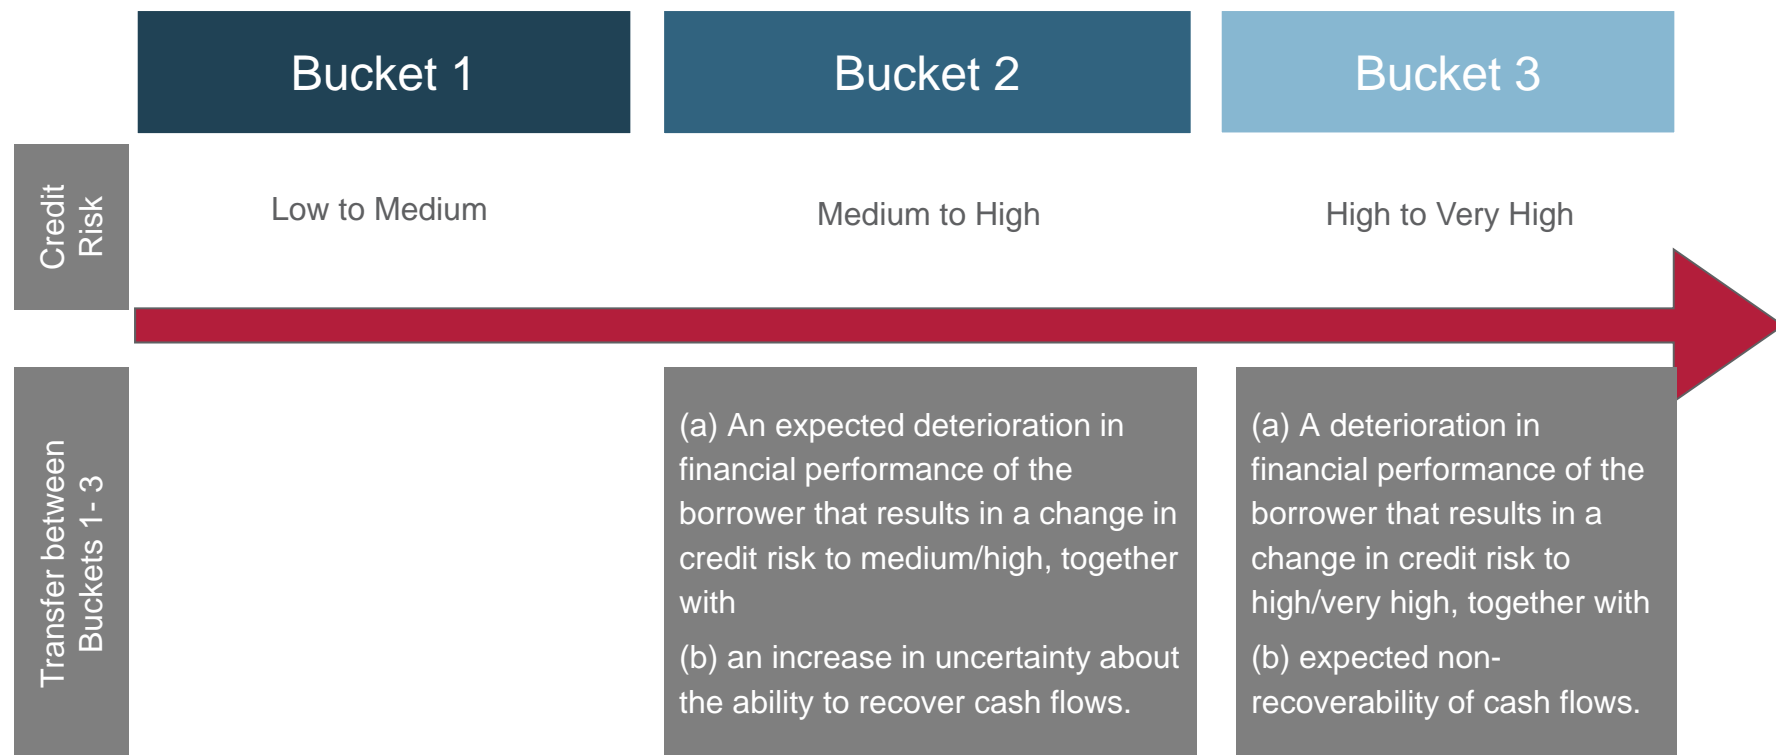 Bucket 1
Bucket 2
Bucket 3
Credit
Risk
Low to Medium
Medium to High
High to Very High
Transfer between
Buckets 1- 3
(a) An expected deterioration in
financial performance of the
borrower that results in a change in
credit risk to medium/high, together
with
(b) an increase in uncertainty about
the ability to recover cash flows.
(a) A deterioration in
financial performance of the
borrower that results in a
change in credit risk to
high/very high, together with
(b) expected non-
recoverability of cash flows.